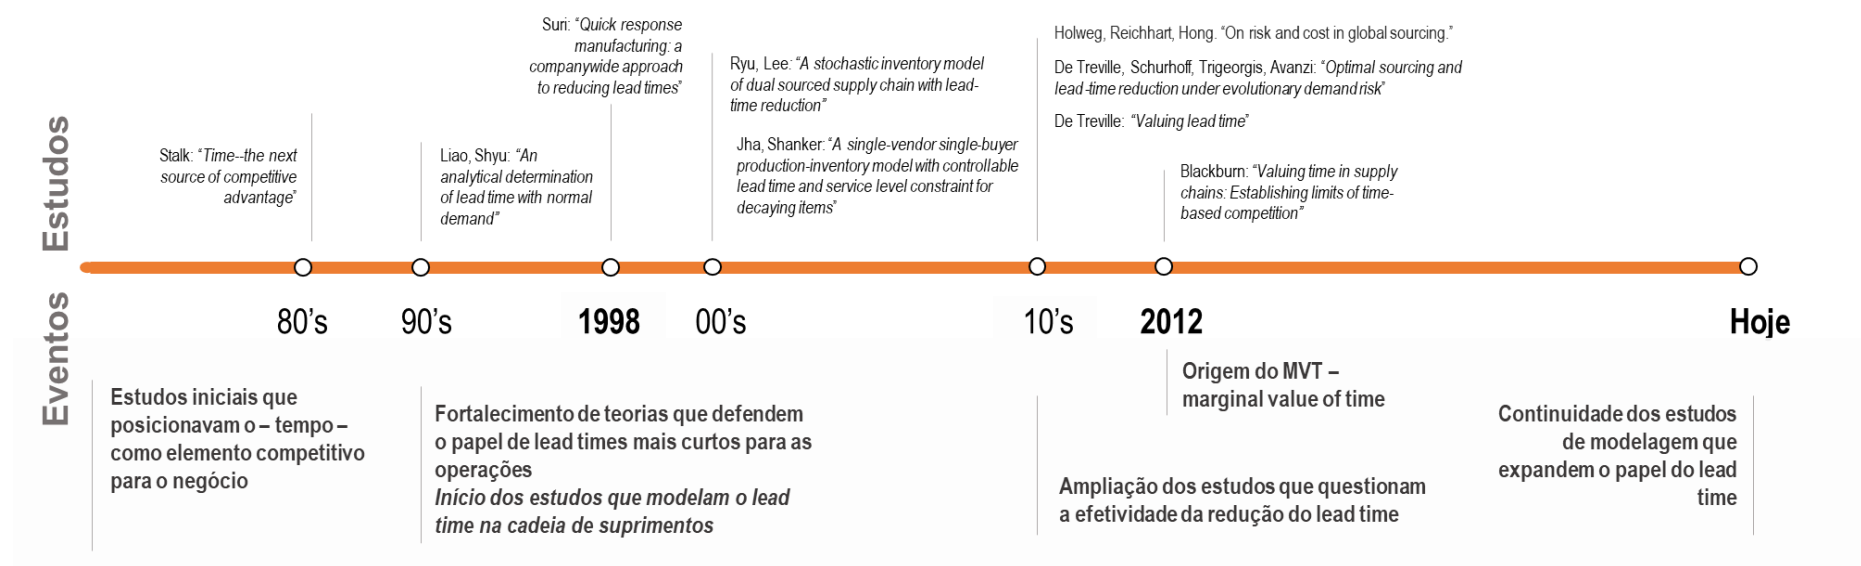 Estudos
Stalk: “Time--the next
source of competitive
advantage”
Liao, Shyu: “An
analytical determination
of lead time with normal
demand”
Suri: “Quick response
manufacturing: a
companywide approach
to reducing lead times”
Ryu, Lee: “A stochastic inventory model
of dual sourced supply chain with lead-
time reduction”
Jha, Shanker: “A single-vendor single-buyer
production-inventory model with controllable
lead time and service level constraint for
decaying items”
Holweg, Reichhart, Hong. “On risk and cost in global sourcing.”
De Treville, Schurhoff, Trigeorgis, Avanzi: “Optimal sourcing and
lead-time reduction under evolutionary demand risk”
De Treville: “Valuing lead time”
Blackburn: “Valuing time in supply
chains: Establishing limits of time-
based competition”
80’s
90’s
1998
00’s
10’s
2012
Hoje
Eventos
Estudos iniciais que
posicionavam o – tempo –
como elemento competitivo
para o negócio
Fortalecimento de teorias que defendem
o papel de lead times mais curtos para as
operações
Início dos estudos que modelam o lead
time na cadeia de suprimentos
Origem do MVT –
marginal value of time
Ampliação dos estudos que questionam
a efetividade da redução do lead time
Continuidade dos estudos
de modelagem que
expandem o papel do lead
time